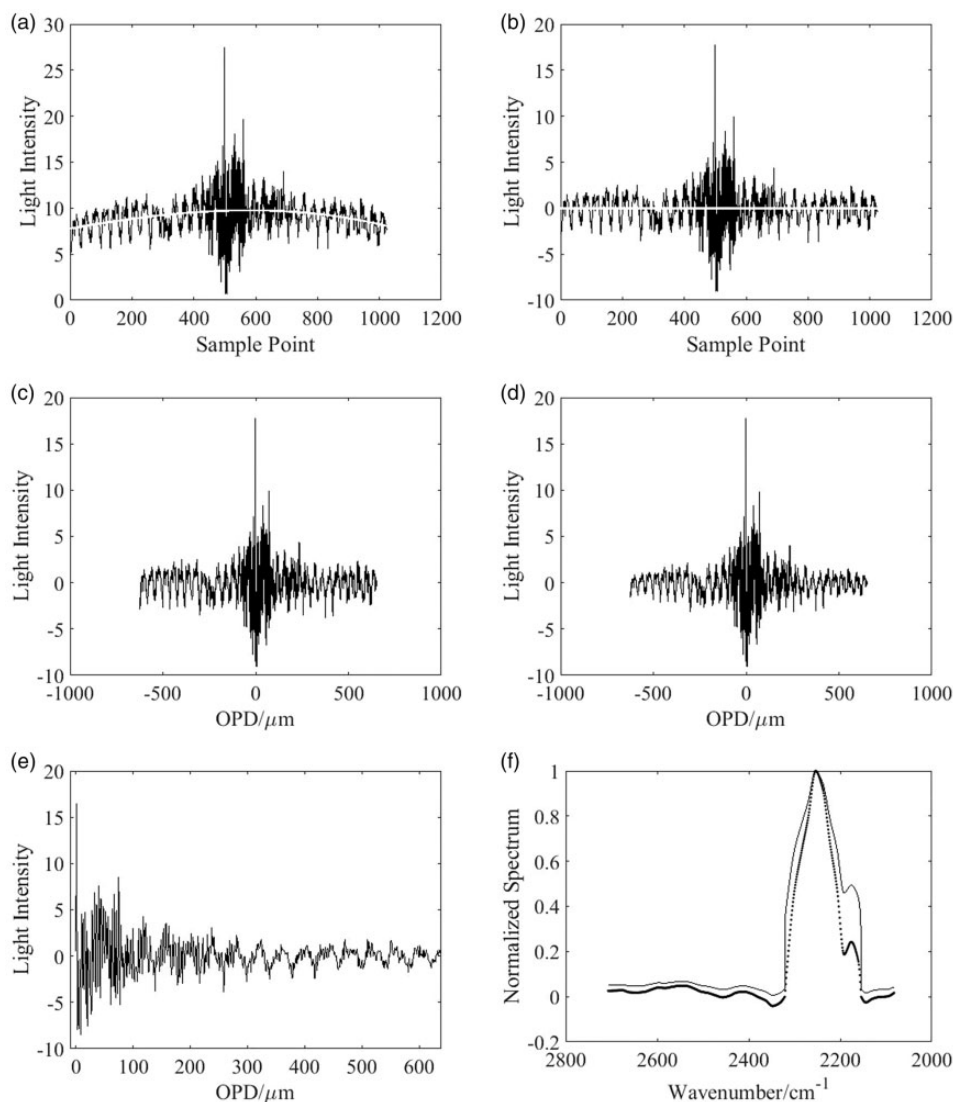 (a)
30
25
20
15
10
5
0
Light Intensity
0 200 400 600 800 1000 1200
Sample Point
(b)
20
15
10
5
0
-5
-10
Light Intensity
0 200 400 600 800 1000 1200
Sample Point
(c)
20
15
10
5
0
-5
-10
Light Intensity
-1000 -500 0 500 1000
OPD/μm
(d)
20
15
10
5
0
-5
-10
Light Intensity
-1000 -500 0 500 1000
OPD/μm
(e)
20
15
10
5
0
-5
-10
Light Intensity
0 100 200 300 400 500 600
OPD/μm
(f)
1
0.8
0.6
0.4
0.2
0
-0.2
Normalized Spectrum
2800 2600 2400 2200 2000
Wavenumber/cm⁻¹